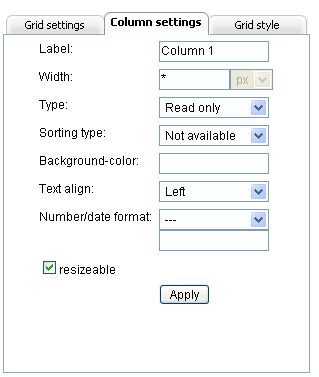 Grid settings Column settings Grid style
Label: Column 1
Width: * px
Type: Read only
Sorting type: Not available
Background-color:
Text align: Left
Number/date format: ---
resizeable
Apply